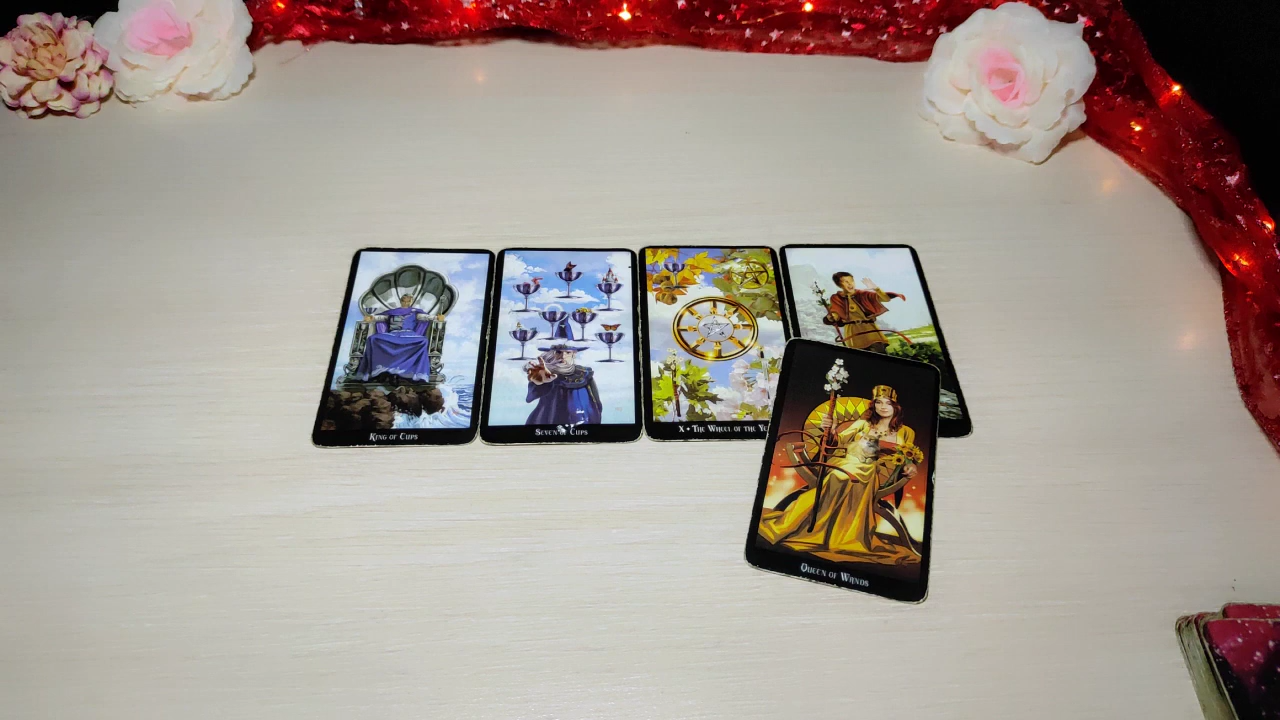 King of Cups
Seven of Cups
X • The Wheel of the Ye
Queen of Wands